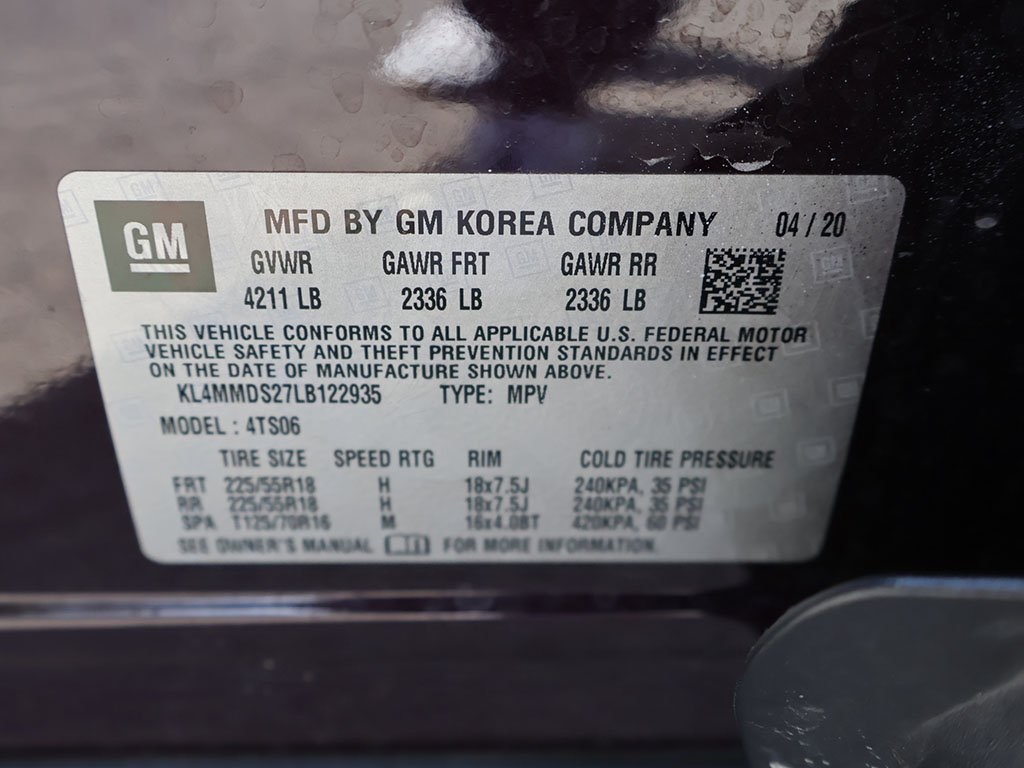 GM
MFD BY GM KOREA COMPANY 04 / 20
GVWR GAWR FRT GAWR RR
4211 LB 2336 LB 2336 LB
THIS VEHICLE CONFORMS TO ALL APPLICABLE U.S. FEDERAL MOTOR
VEHICLE SAFETY AND THEFT PREVENTION STANDARDS IN EFFECT
ON THE DATE OF MANUFACTURE SHOWN ABOVE.
KL4MMDS27LB122935 TYPE: MPV
MODEL : 4TS06
TIRE SIZE SPEED RTG RIM COLD TIRE PRESSURE
FRT 225/55R18 H 18x7.5J 240KPA, 35 PSI
RR 225/55R18 H 18x7.5J 240KPA, 35 PSI
SPA T125/70R16 M 16x4.0BT 420KPA, 60 PSI
SEE OWNER'S MANUAL FOR MORE INFORMATION.